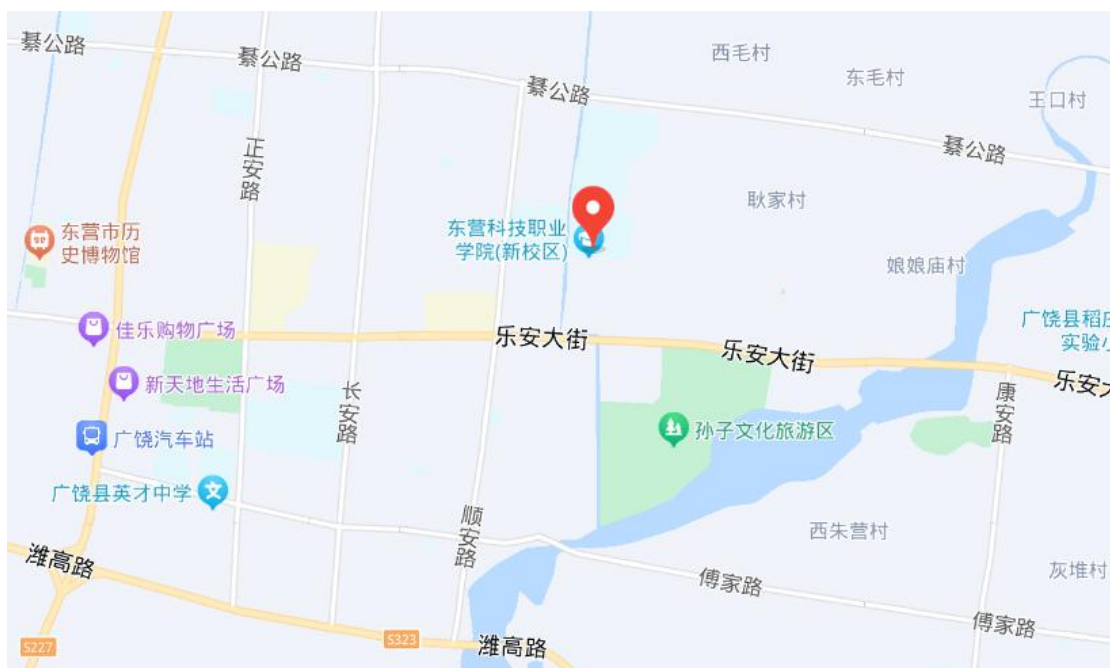 綦公路
綦公路
綦公路
綦公路
西毛村
东毛村
王口村
正安路
耿家村
东营市历
史博物馆
东营科技职业
学院(新校区)
娘娘庙村
佳乐购物广场
乐安大街
乐安大街
广饶县稻
实验小
新天地生活广场
长安路
乐安大
康安路
广饶汽车站
孙子文化旅游区
广饶县英才中学
顺安路
西朱营村
潍高路
傅家路
灰堆村
傅家路
S323
潍高路
S227